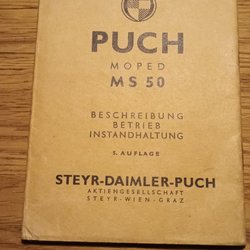 PUCH
MOPED
MS 50
BESCHREIBUNG
BETRIEB
INSTANDHALTUNG
5. AUFLAGE
STEYR-DAIMLER-PUCH
AKTIENGESELLSCHAFT
STEYR-WIEN-GRAZ